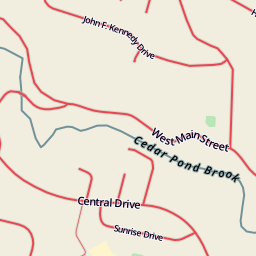 John F. Kennedy Drive
West Main Street
Cedar Pond Brook
Central Drive
Sunrise Drive